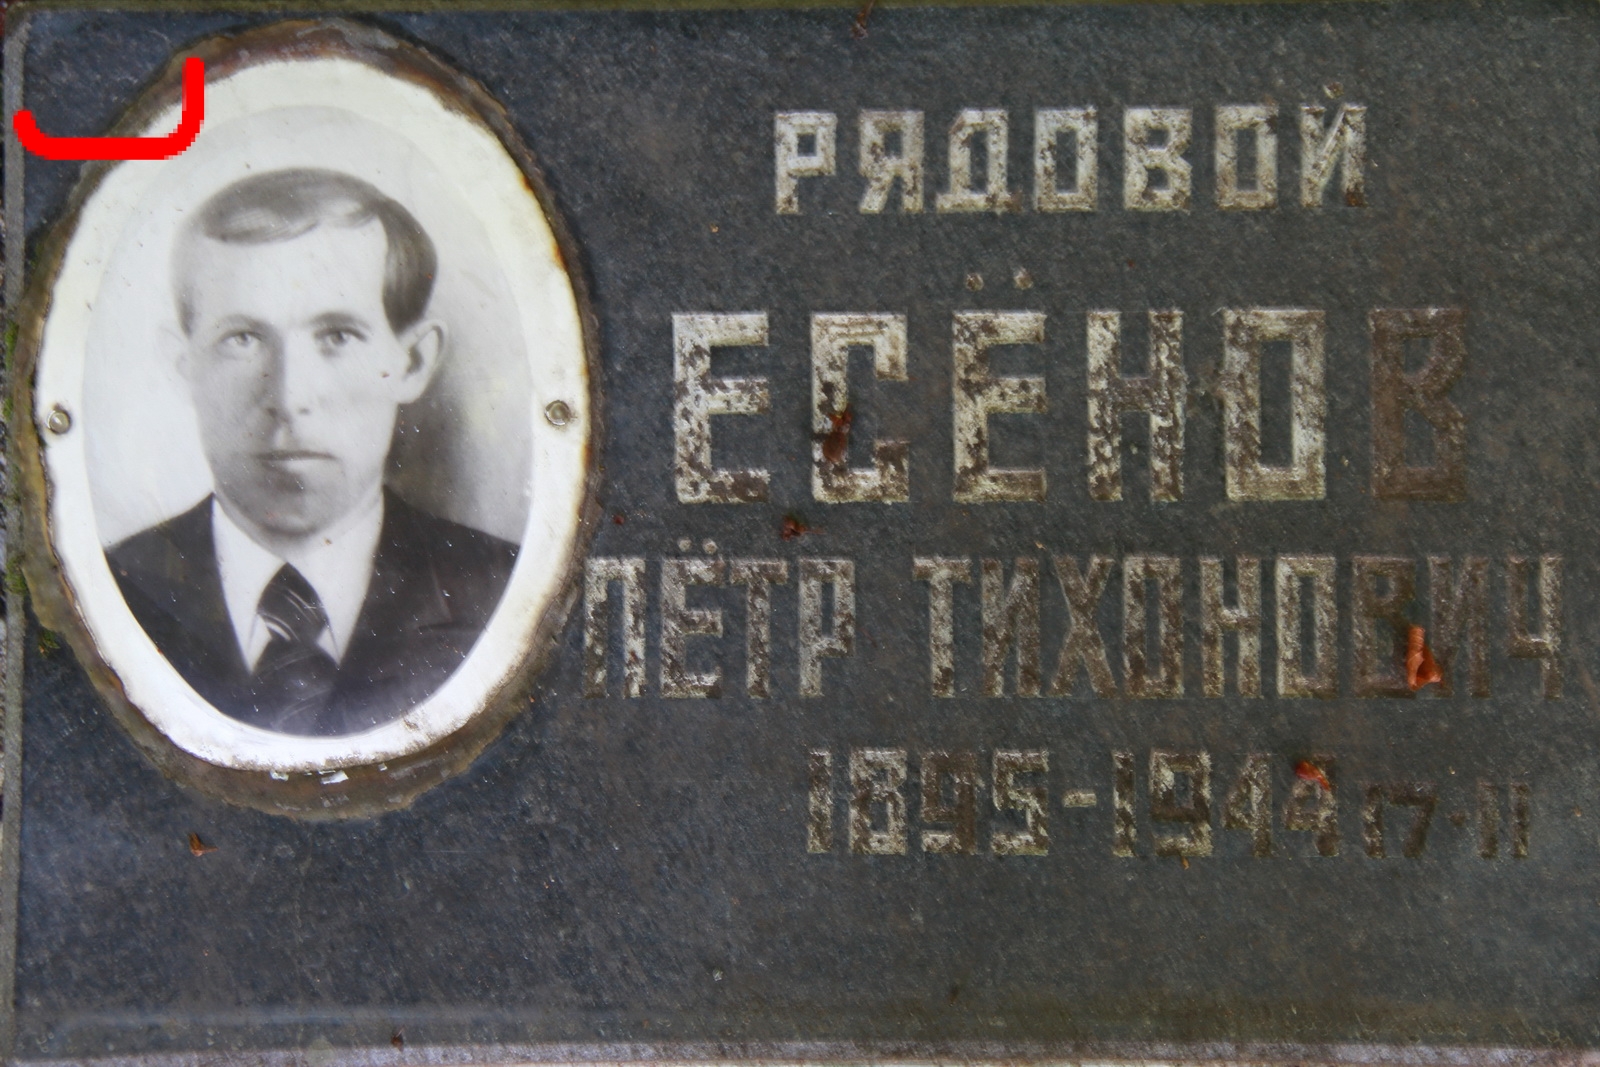 РЯДОВОЙ
ЕСЁНОВ
ПЁТР ТИХОНОВИЧ
1895-1944 17·II